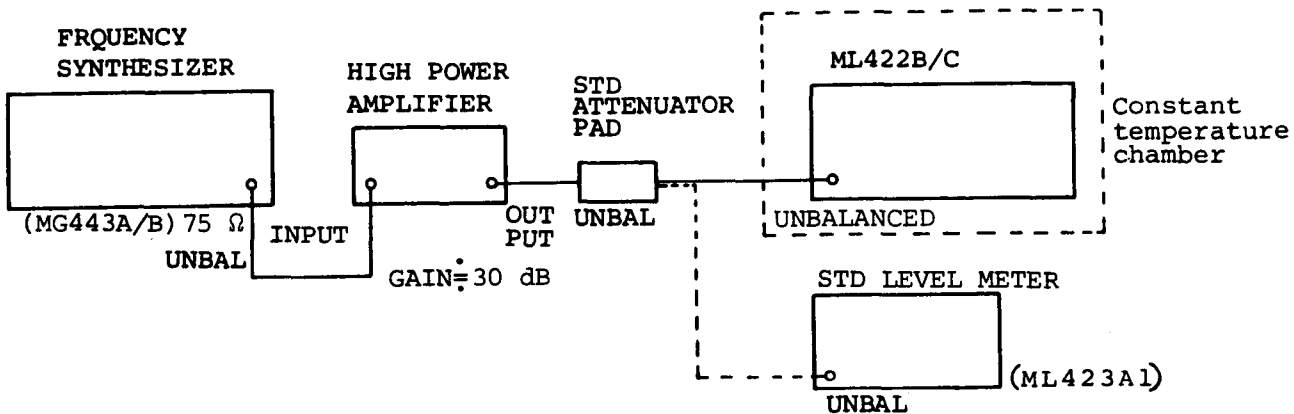 FRQUENCY
SYNTHESIZER
(MG443A/B) 75 Ω
UNBAL
INPUT
HIGH POWER
AMPLIFIER
OUT
PUT
GAIN≒30 dB
STD
ATTENUATOR
PAD
UNBAL
ML422B/C
UNBALANCED
Constant
temperature
chamber
STD LEVEL METER
(ML423A1)
UNBAL